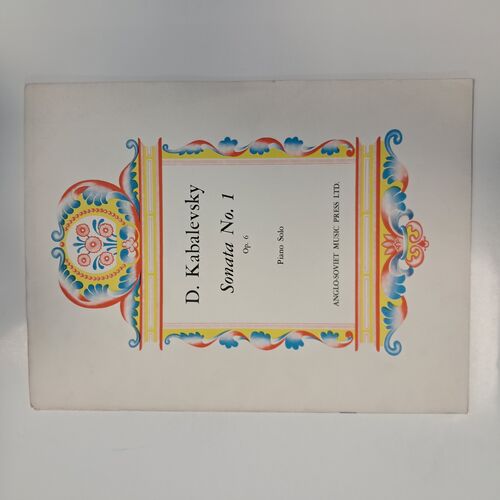 D. Kabalevsky
Sonata No. 1
Op. 6
Piano Solo
ANGLO-SOVIET MUSIC PRESS LTD.